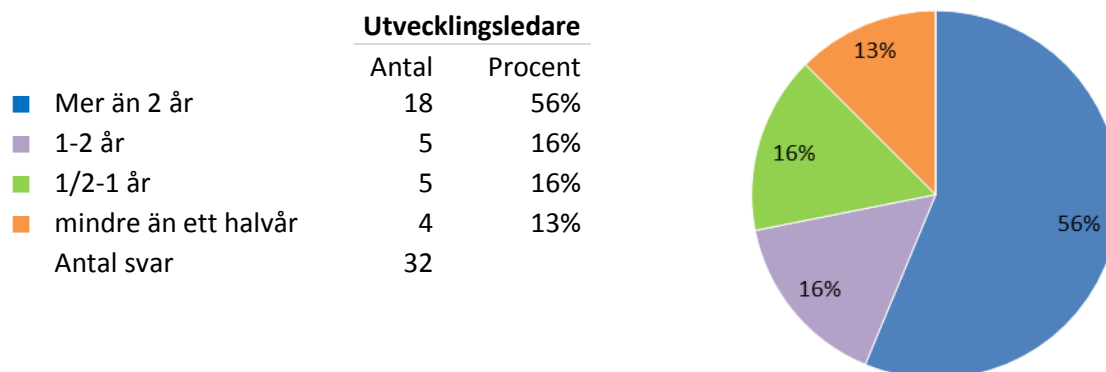 Utvecklingsledare
Antal Procent
Mer än 2 år 18 56%
1-2 år 5 16%
1/2-1 år 5 16%
mindre än ett halvår 4 13%
Antal svar 32
13%
16%
56%
16%